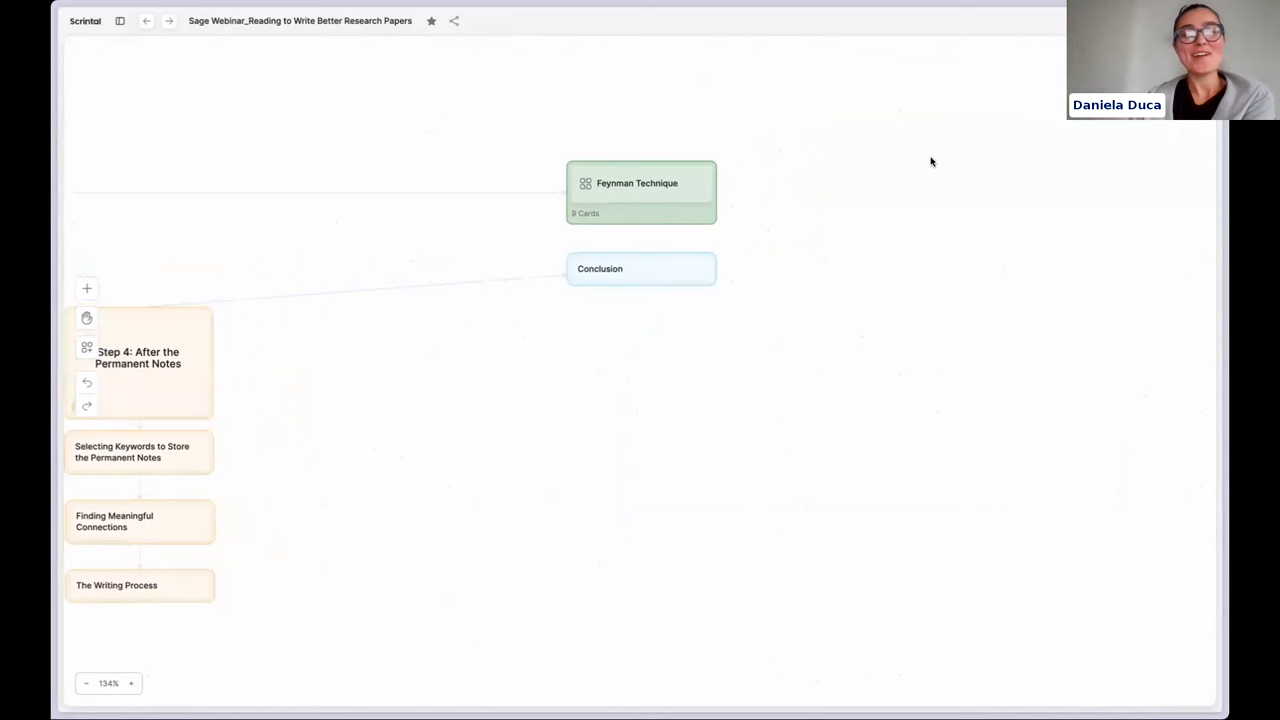 Scrintal
Sage Webinar_Reading to Write Better Research Papers
Daniela Duca
Feynman Technique
9 Cards
Conclusion
Step 4: After the
Permanent Notes
Selecting Keywords to Store
the Permanent Notes
Finding Meaningful
Connections
The Writing Process
− 134% +